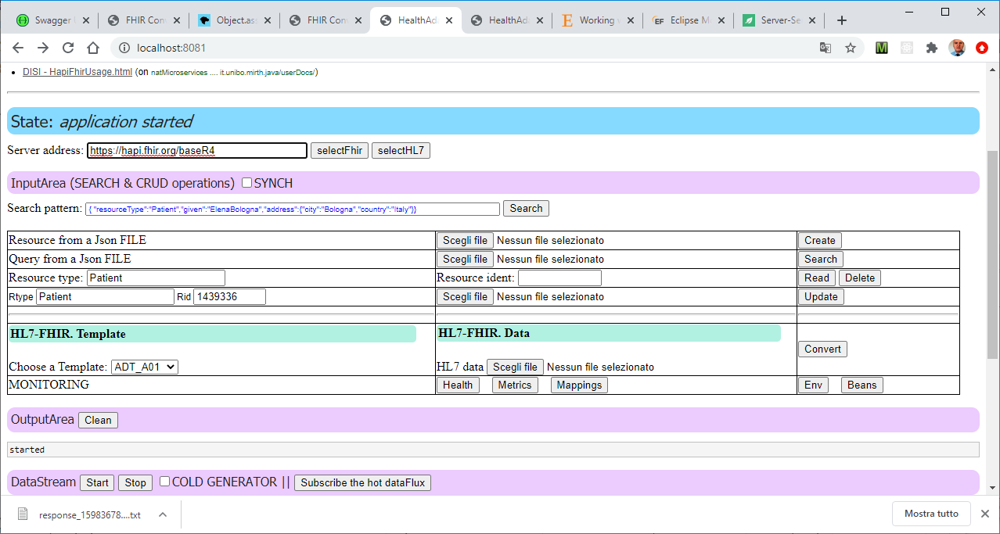 Swagger
FHIR Con
Object.as
FHIR Con
HealthAd
HealthAd
Working
Eclipse M
Server-Se
localhost:8081
DISI - HapiFhirUsage.html (on natMicroservices .... it.unibo.mirth.java/userDocs/)
State: application started
Server address: https://hapi.fhir.org/baseR4 selectFhir selectHL7
InputArea (SEARCH & CRUD operations) SYNCH
Search pattern: { "resourceType":"Patient","given":"ElenaBologna","address":{"city":"Bologna","country":"Italy"}} Search
Resource from a Json FILE Scegli file Nessun file selezionato Create
Query from a Json FILE Scegli file Nessun file selezionato Search
Resource type: Patient Resource ident: Read Delete
Rtype Patient Rid 1439336 Scegli file Nessun file selezionato Update
HL7-FHIR. Template HL7-FHIR. Data
Convert
Choose a Template: ADT_A01 HL7 data Scegli file Nessun file selezionato
MONITORING Health Metrics Mappings Env Beans
OutputArea Clean
started
DataStream Start Stop COLD GENERATOR || Subscribe the hot dataFlux
response_15983678....txt Mostra tutto